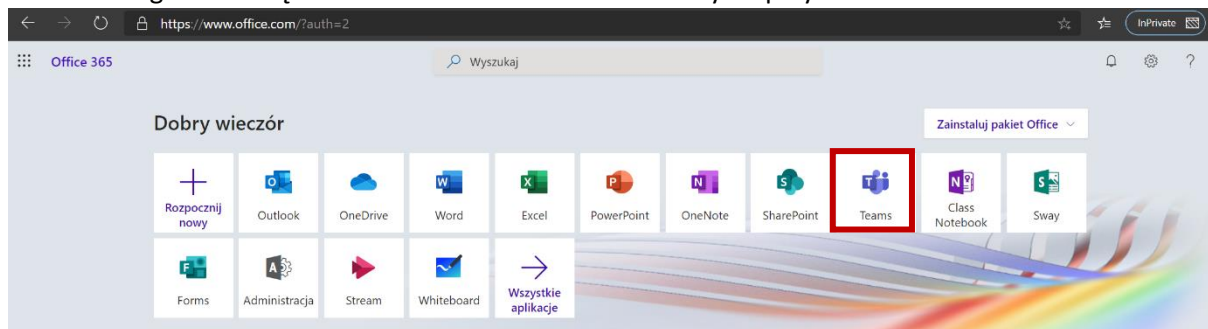 https://www.office.com/?auth=2
InPrivate
Office 365
Wyszukaj
?
Dobry wieczór
Zainstaluj pakiet Office
Rozpocznij
nowy
Outlook
OneDrive
Word
Excel
PowerPoint
OneNote
SharePoint
Teams
Class
Notebook
Sway
Forms
Administracja
Stream
Whiteboard
Wszystkie
aplikacje